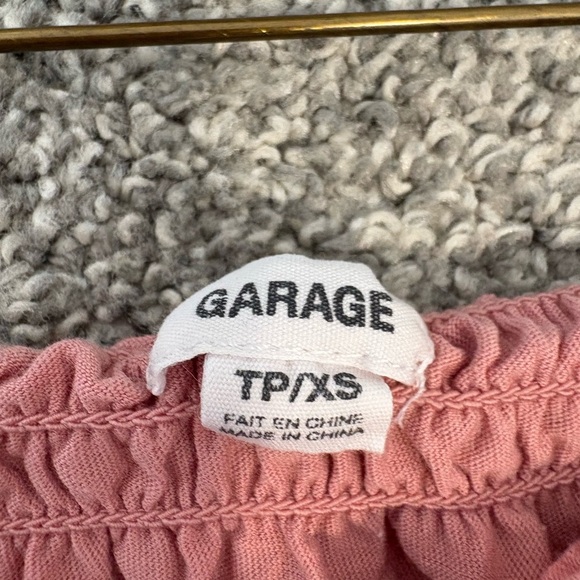 GARAGE
TP/XS
FAIT EN CHINE
MADE IN CHINA